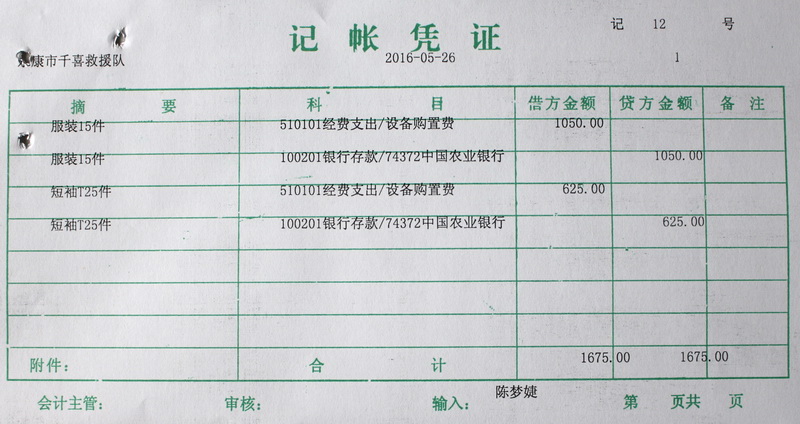 记 12 号
记帐凭证
康市千喜救援队 2016-05-26 1
摘要 科目 借方金额 贷方金额 备注
服装15件 510101经费支出/设备购置费 1050.00
服装15件 100201银行存款/74372中国农业银行 1050.00
短袖T25件 510101经费支出/设备购置费 625.00
短袖T25件 100201银行存款/74372中国农业银行 625.00
附件： 合计 1675.00 1675.00
会计主管： 审核： 输入： 陈梦婕 第 页共 页